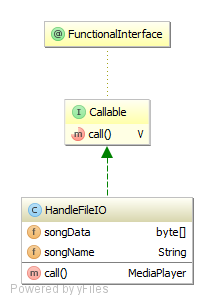 @ FunctionalInterface
I Callable
m call() V
C HandleFileIO
f songData byte[]
f songName String
m call() MediaPlayer
Powered by yFiles